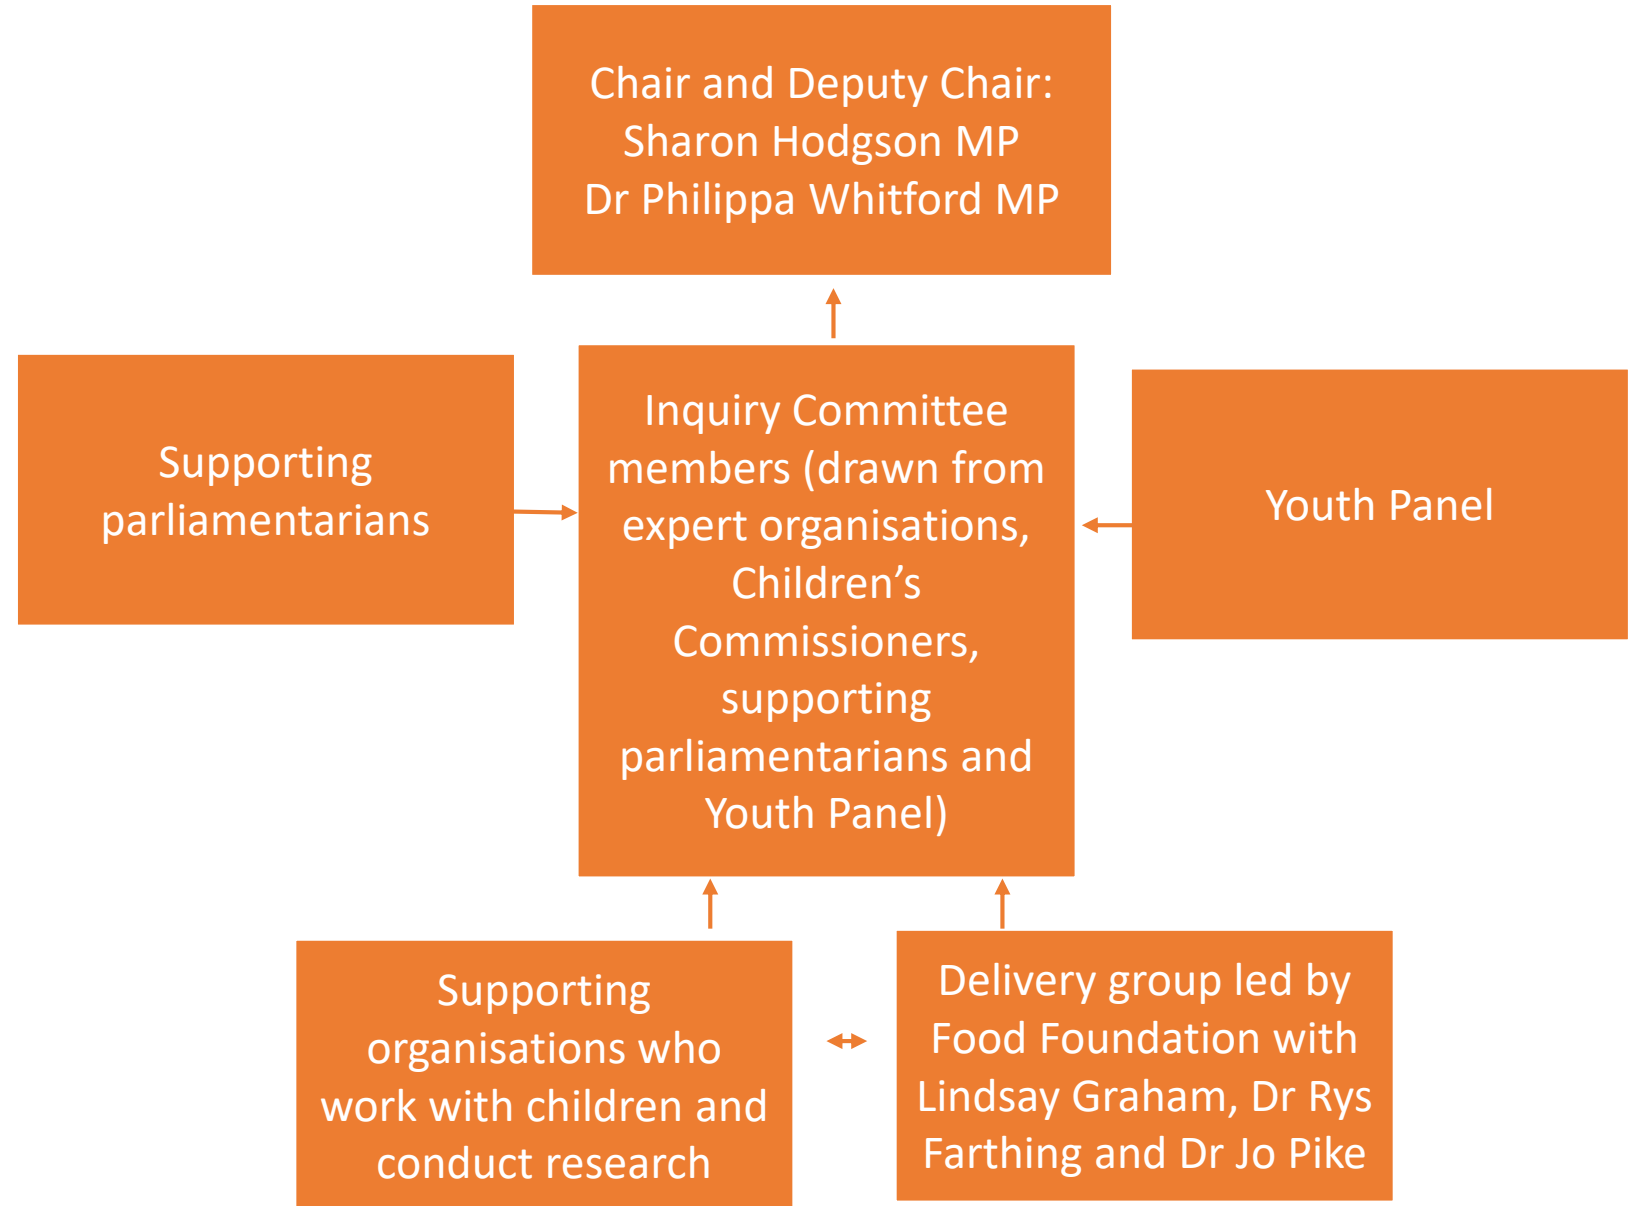 Chair and Deputy Chair:
Sharon Hodgson MP
Dr Philippa Whitford MP
Supporting
parliamentarians
Inquiry Committee
members (drawn from
expert organisations,
Children’s
Commissioners,
supporting
parliamentarians and
Youth Panel)
Youth Panel
Supporting
organisations who
work with children and
conduct research
Delivery group led by
Food Foundation with
Lindsay Graham, Dr Rys
Farthing and Dr Jo Pike